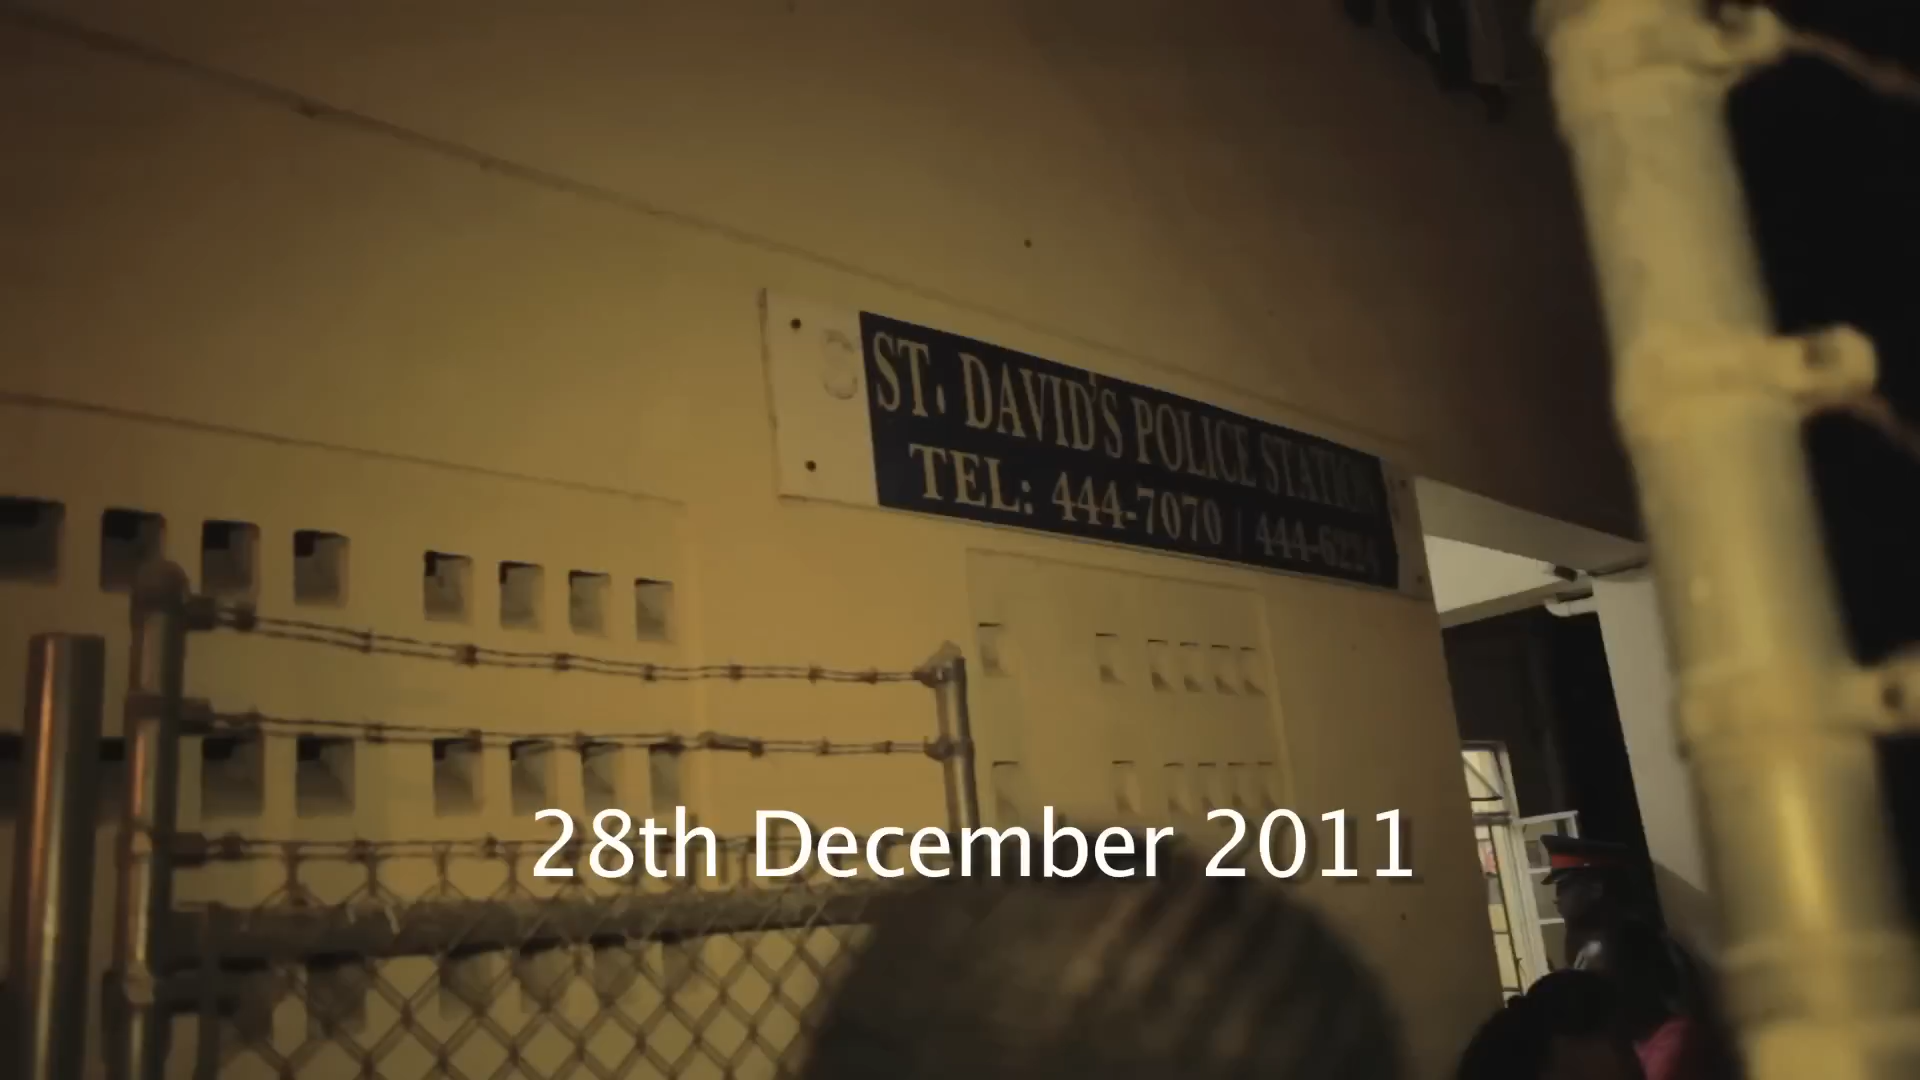 ST. DAVID'S POLICE STATION
TEL: 444-7070 / 444-6224
28th December 2011